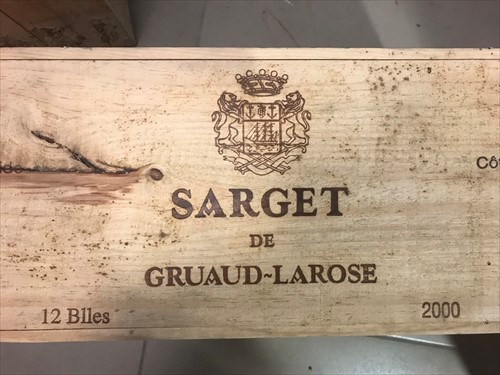 SARGET
DE
GRUAUD-LAROSE
12 Blles
2000